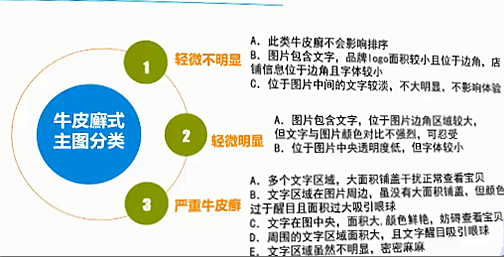 牛皮廯式
主图分类
1
轻微不明显
A、此类牛皮癣不会影响排序
B、图片包含文字，品牌logo面积较小且位于边角，店
铺信息位于边角且字体较小
C、位于图片中间的文字较淡，不大明显，不影响体验
2
轻微明显
A、图片包含文字，位于图片边角区域较大，
但文字与图片颜色对比不强烈，可忍受
B、位于图片中央透明度低，但字体较小
3
严重牛皮癣
A、多个文字区域，大面积铺盖干扰正常查看宝贝
B、文字区域在图片周边，虽没有大面积铺盖，但颜色
过于醒目且面积过大吸引眼球
C、文字在图中央，面积大，颜色鲜艳，妨碍查看宝贝
D、周围的文字区域面积大，且文字醒目吸引眼球
E、文字区域虽然不明显，密密麻麻